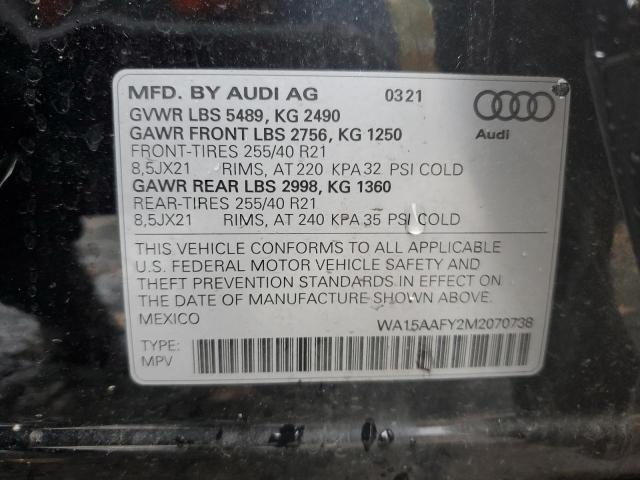 MFD. BY AUDI AG 0321
GVWR LBS 5489, KG 2490
GAWR FRONT LBS 2756, KG 1250
Audi
FRONT-TIRES 255/40 R21
8,5JX21 RIMS, AT 220 KPA 32 PSI COLD
GAWR REAR LBS 2998, KG 1360
REAR-TIRES 255/40 R21
8,5JX21 RIMS, AT 240 KPA 35 PSI COLD
THIS VEHICLE CONFORMS TO ALL APPLICABLE
U.S. FEDERAL MOTOR VEHICLE SAFETY AND
THEFT PREVENTION STANDARDS IN EFFECT ON
THE DATE OF MANUFACTURE SHOWN ABOVE.
MEXICO WA15AAFY2M2070738
TYPE:
MPV